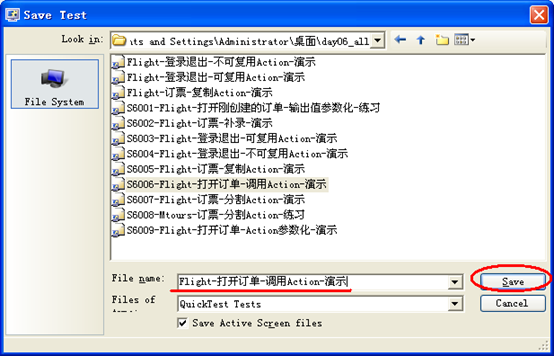 Save Test
Look in: ts and Settings\Administrator\桌面\day06_all
File System
Flight-登录退出-不可复用Action-演示
Flight-登录退出-可复用Action-演示
Flight-订票-复制Action-演示
S6001-Flight-打开刚创建的订单-输出值参数化-练习
S6002-Flight-订票-补录-演示
S6003-Flight-登录退出-可复用Action-演示
S6004-Flight-登录退出-不可复用Action-演示
S6005-Flight-订票-复制Action-演示
S6006-Flight-打开订单-调用Action-演示
S6007-Flight-订票-分割Action-演示
S6008-Mtours-订票-分割Action-练习
S6009-Flight-打开订单-Action参数化-演示
File name: Flight-打开订单-调用Action-演示 Save
Files of QuickTest Tests Cancel
Save Active Screen files